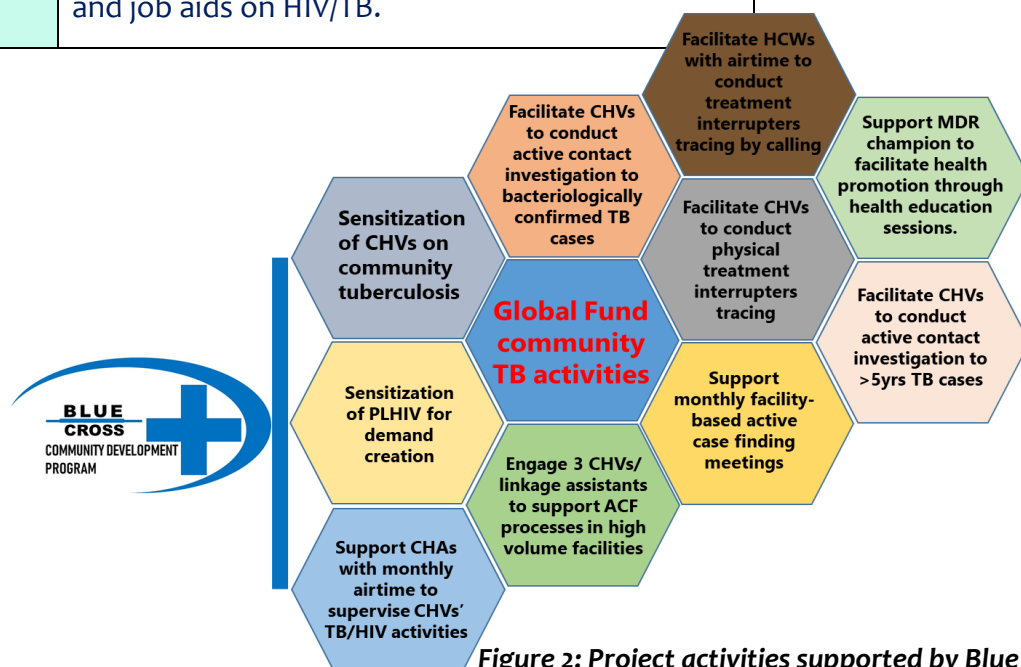 and job aids on HIV/TB.
Facilitate HCWs
with airtime to
conduct
treatment
interrupters
tracing by calling
Facilitate CHVs
to conduct
active contact
investigation to
bacteriologically
confirmed TB
cases
Support MDR
champion to
facilitate health
promotion through
health education
sessions.
Sensitization
of CHVs on
community
tuberculosis
Facilitate CHVs
to conduct
physical
treatment
interrupters
tracing
Global Fund
community
TB activities
Facilitate CHVs
to conduct
active contact
investigation to
>5yrs TB cases
BLUE
CROSS
COMMUNITY DEVELOPMENT
PROGRAM
Sensitization
of PLHIV for
demand
creation
Support
monthly facility-
based active
case finding
meetings
Engage 3 CHVs/
linkage assistants
to support ACF
processes in high
volume facilities
Support CHAs
with monthly
airtime to
supervise CHVs'
TB/HIV activities
Figure 2: Project activities supported by Blue